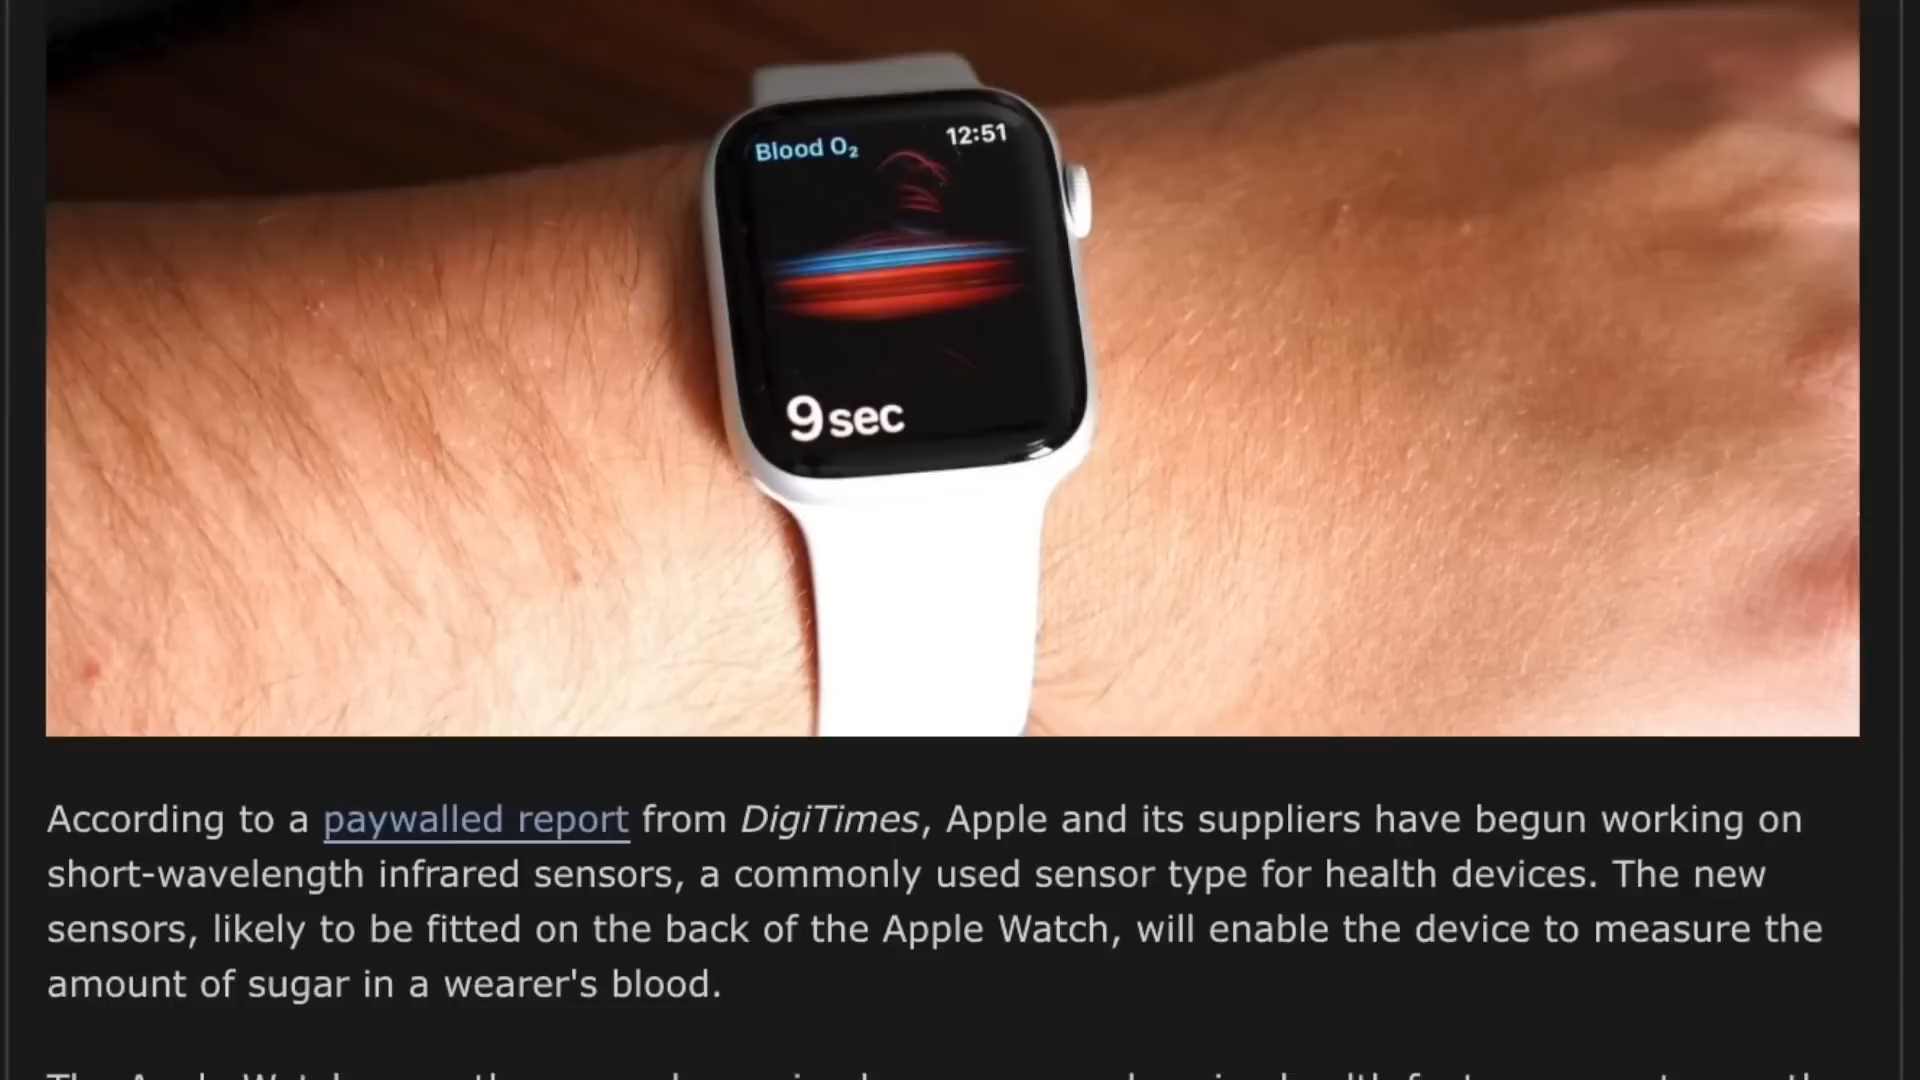 Blood O₂
12:51
9 sec
According to a paywalled report from DigiTimes, Apple and its suppliers have begun working on
short-wavelength infrared sensors, a commonly used sensor type for health devices. The new
sensors, likely to be fitted on the back of the Apple Watch, will enable the device to measure the
amount of sugar in a wearer's blood.